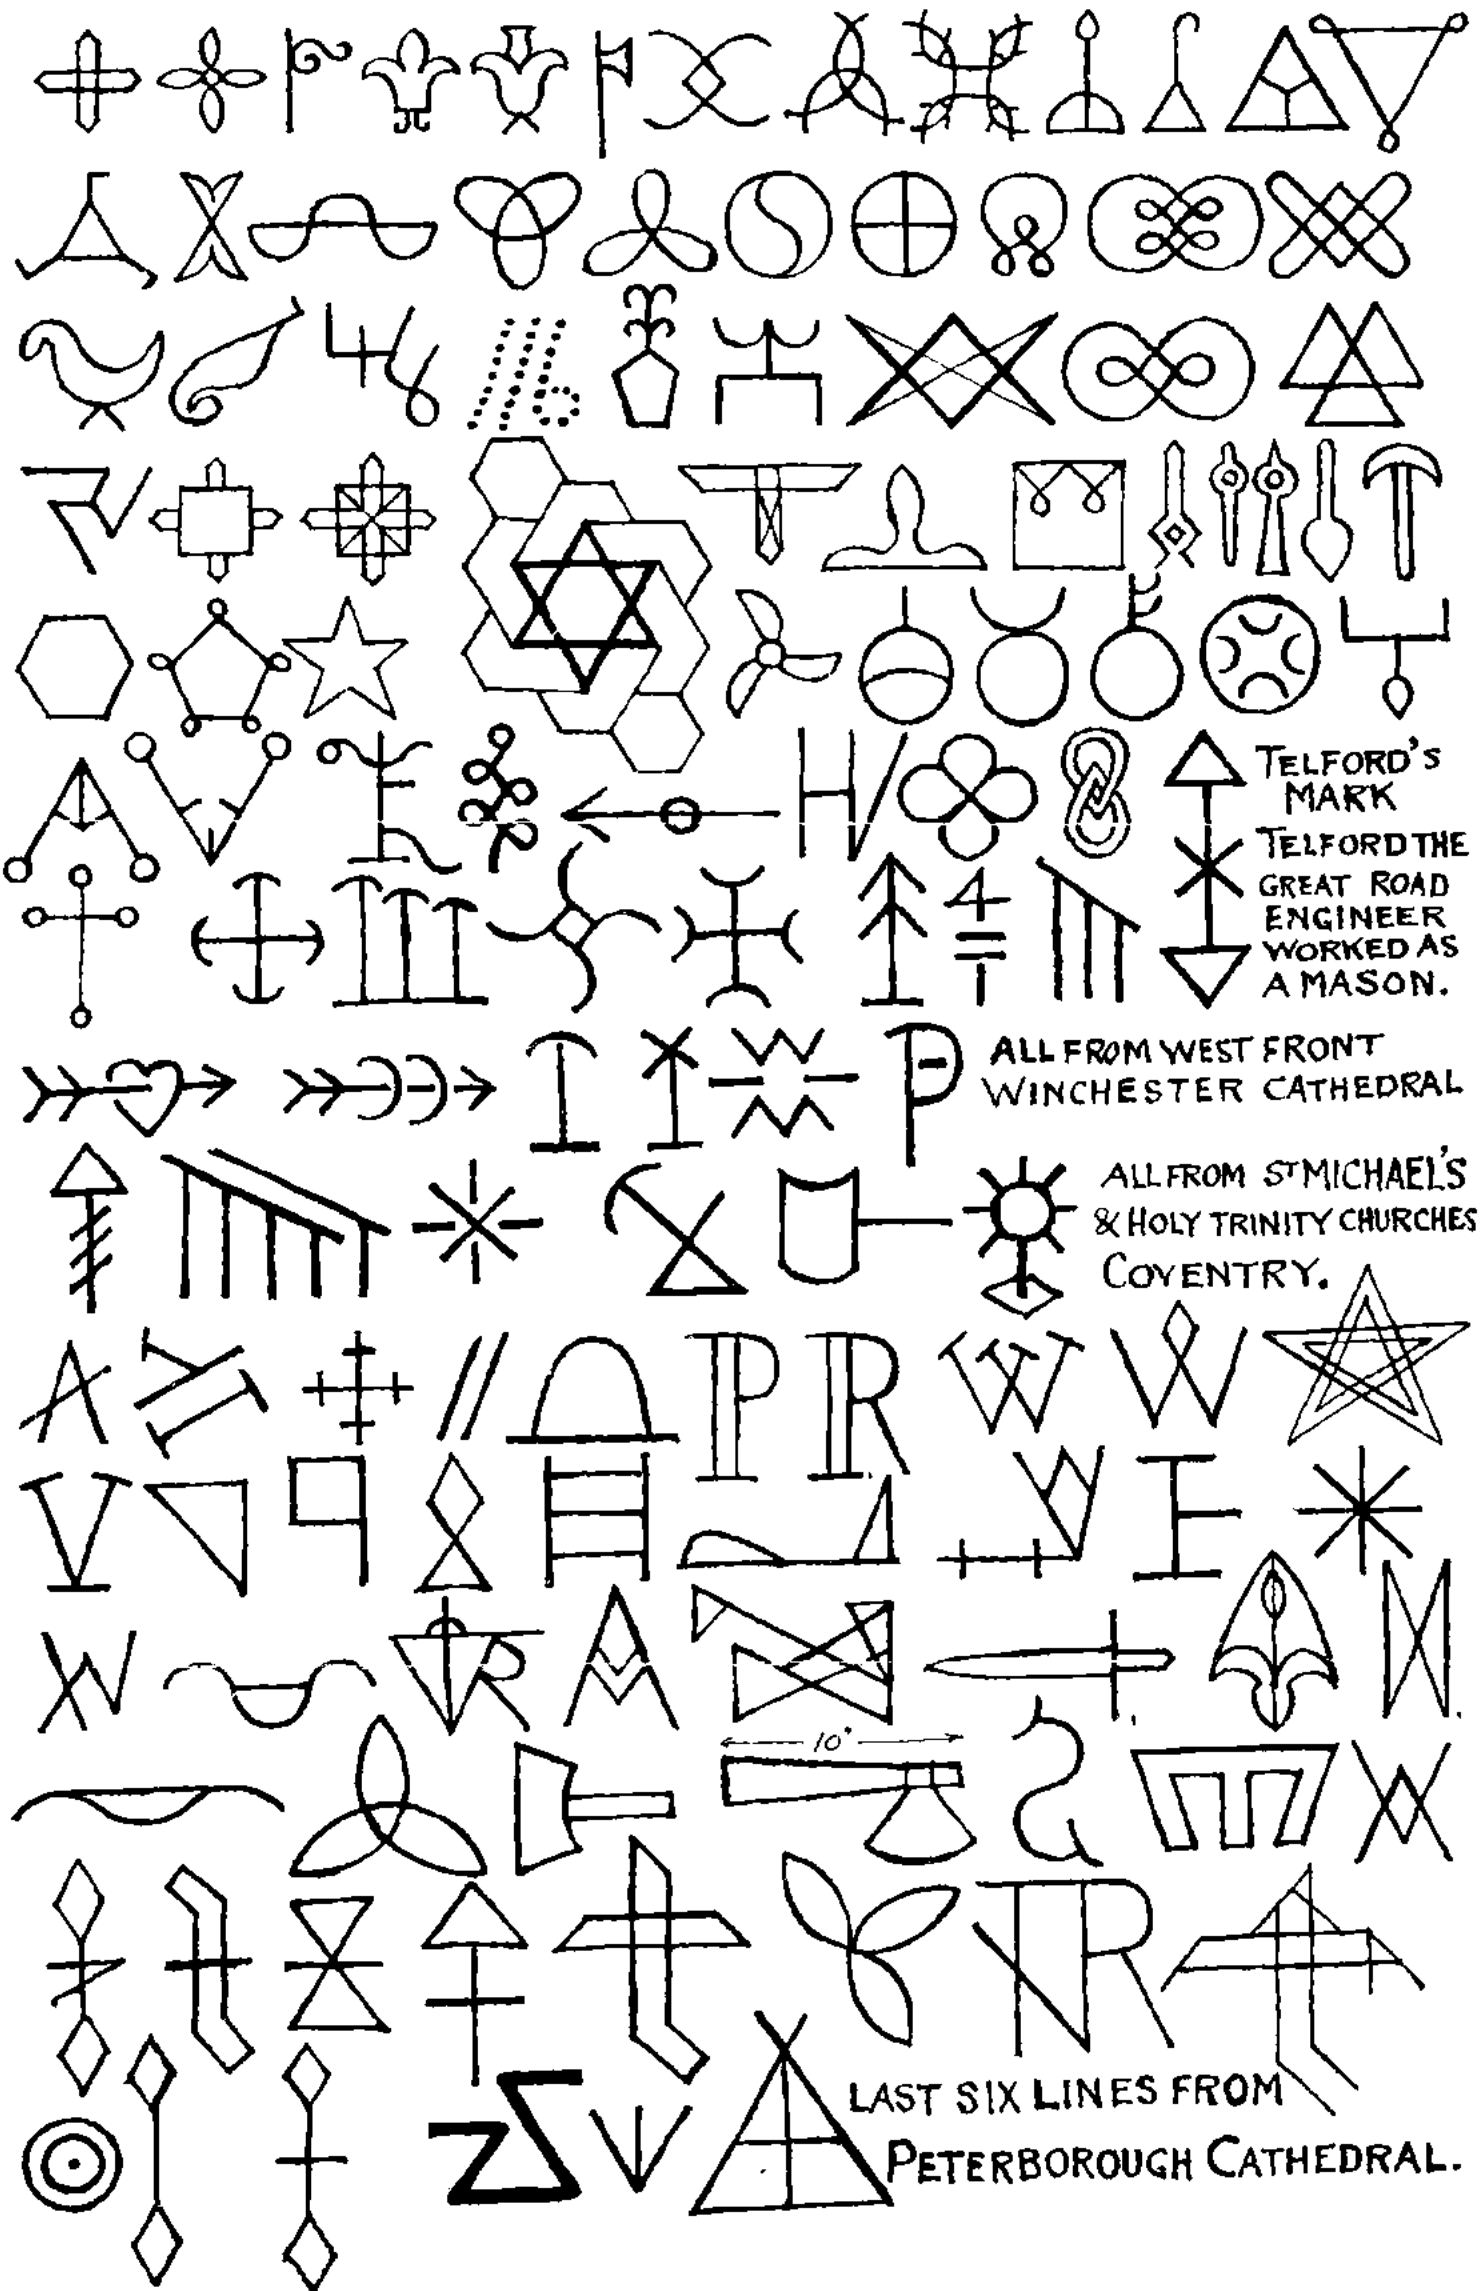 TELFORD'S
MARK
TELFORD THE
GREAT ROAD
ENGINEER
WORKED AS
A MASON.
ALL FROM WEST FRONT
WINCHESTER CATHEDRAL
ALL FROM ST MICHAEL'S
& HOLY TRINITY CHURCHES
COVENTRY.
10"
LAST SIX LINES FROM
PETERBOROUGH CATHEDRAL.